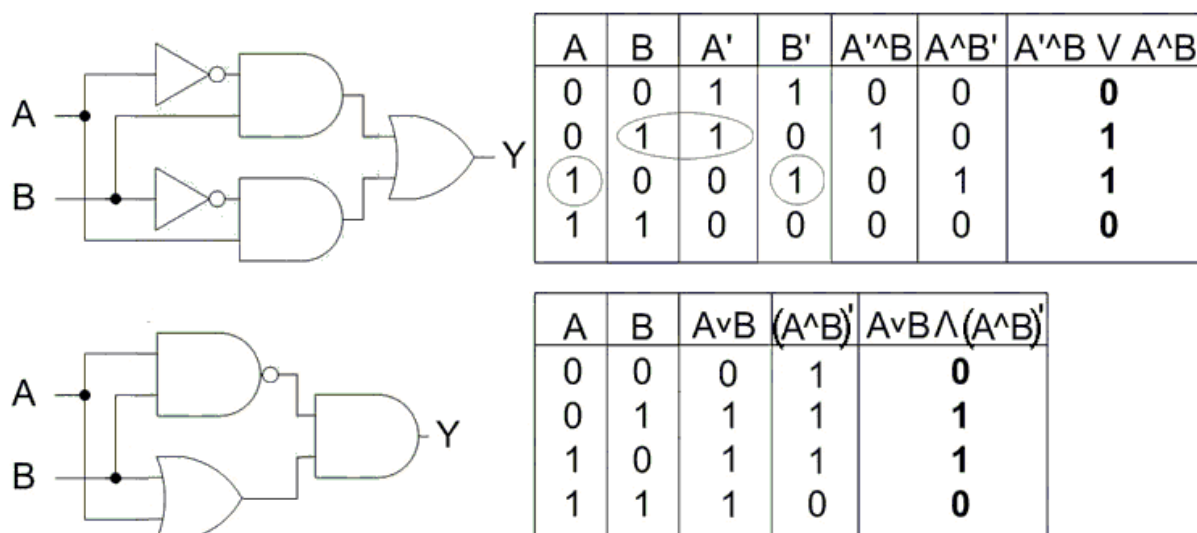 A B A' B' A'^B A^B' A'^B V A^B
0 0 1 1 0 0 0
0 1 1 0 1 0 1
1 0 0 1 0 1 1
1 1 0 0 0 0 0
A
B
Y
A B AvB (A^B)' AvB Λ (A^B)'
0 0 0 1 0
0 1 1 1 1
1 0 1 1 1
1 1 1 0 0
A
B
Y